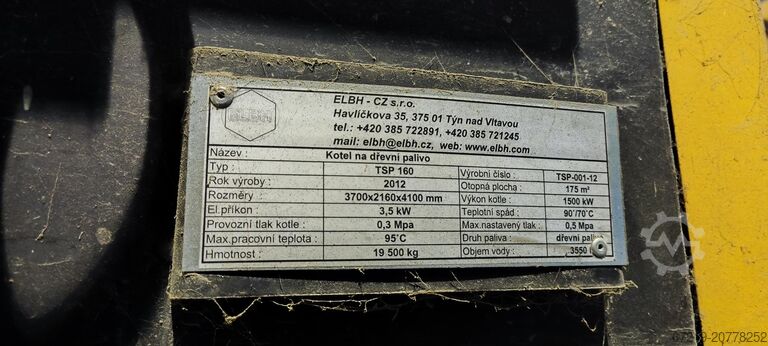 ELBH
ELBH - CZ s.r.o.
Havlíčkova 35, 375 01 Týn nad Vltavou
tel.: +420 385 722891, +420 385 721245
mail: elbh@elbh.cz, web: www.elbh.com
Název : Kotel na dřevní palivo
Typ : TSP 160 Výrobní číslo : TSP-001-12
Rok výroby : 2012 Otopná plocha : 175 m²
Rozměry : 3700x2160x4100 mm Výkon kotle : 1500 kW
El.příkon : 3,5 kW Teplotní spád : 90˚/70˚C
Provozní tlak kotle : 0,3 Mpa Max.nastavený tlak : 0,5 Mpa
Max.pracovní teplota : 95˚C Druh paliva : dřevní palivo
Hmotnost : 19 500 kg Objem vody : 3550
67239-20778252